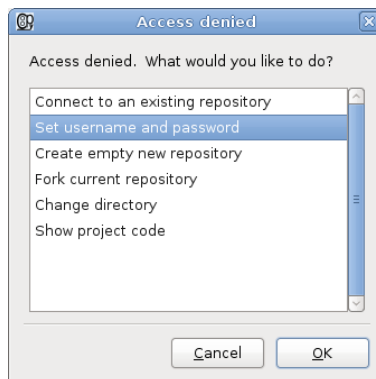 Access denied
Access denied. What would you like to do?
Connect to an existing repository
Set username and password
Create empty new repository
Fork current repository
Change directory
Show project code
Cancel
OK